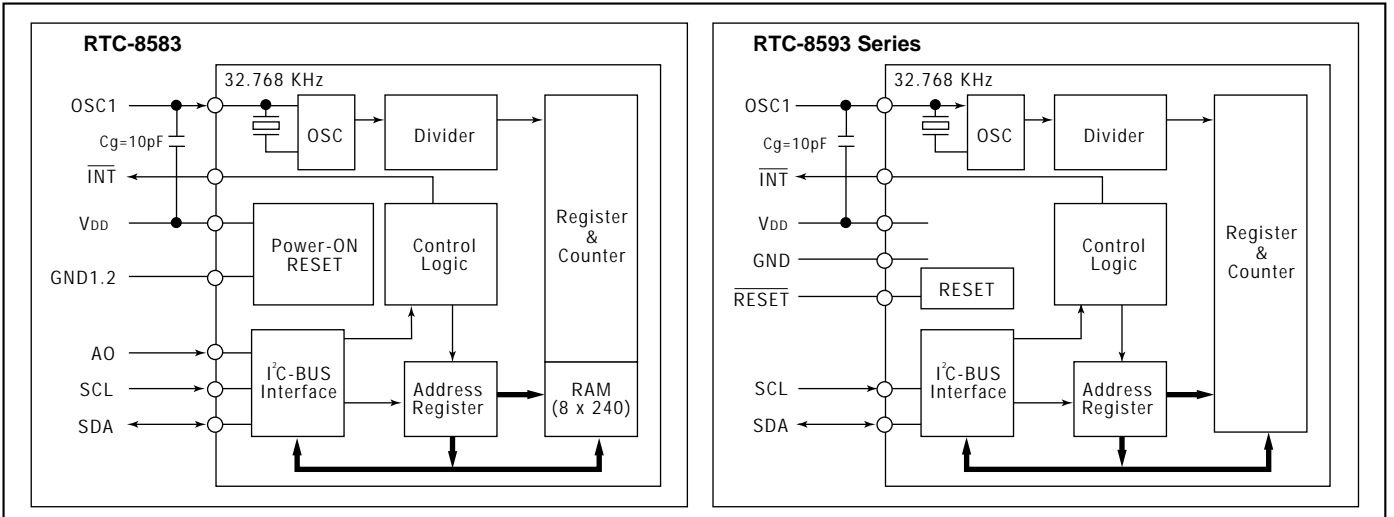 RTC-8583
32.768 KHz
OSC1
Cg=10pF
OSC
Divider
INT
VDD
GND1.2
Power-ON
RESET
Control
Logic
Register
&
Counter
AO
SCL
SDA
I²C-BUS
Interface
Address
Register
RAM
(8 x 240)
RTC-8593 Series
32.768 KHz
OSC1
Cg=10pF
OSC
Divider
INT
VDD
GND
RESET
RESET
Control
Logic
Register
&
Counter
SCL
SDA
I²C-BUS
Interface
Address
Register